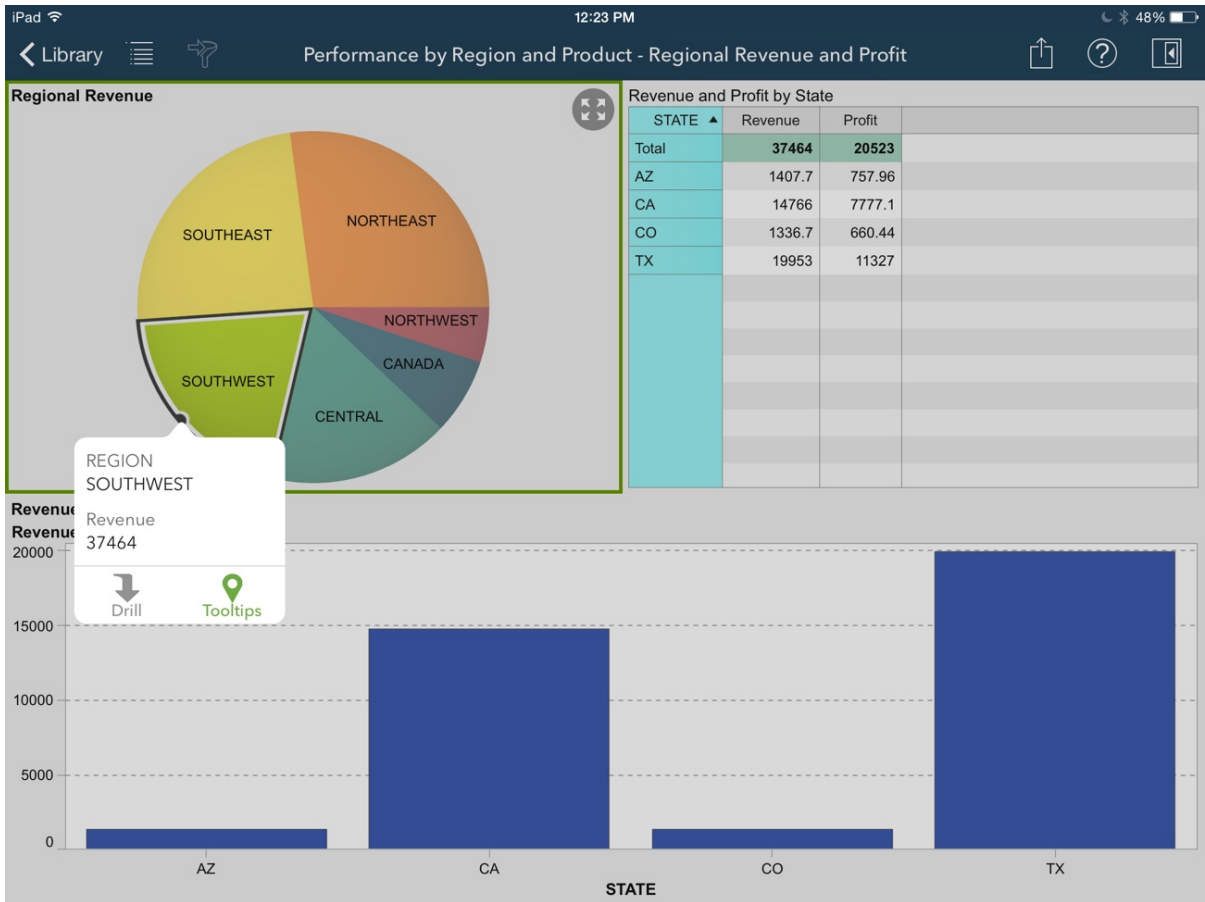 iPad 12:23 PM 48%
Library Performance by Region and Product - Regional Revenue and Profit ?
Regional Revenue
SOUTHEAST
NORTHEAST
NORTHWEST
CANADA
SOUTHWEST
CENTRAL
REGION
SOUTHWEST
Revenue
37464
Drill Tooltips
Revenue and Profit by State
STATE Revenue Profit
Total 37464 20523
AZ 1407.7 757.96
CA 14766 7777.1
CO 1336.7 660.44
TX 19953 11327
Revenue
Revenue
20000
15000
10000
5000
0
AZ CA CO TX
STATE